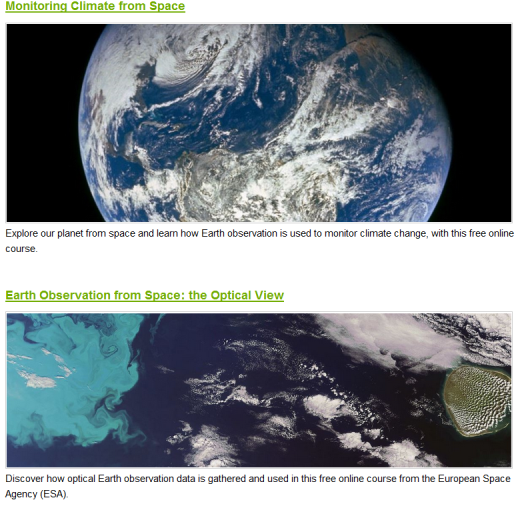 Monitoring Climate from Space
Explore our planet from space and learn how Earth observation is used to monitor climate change, with this free online
course.
Earth Observation from Space: the Optical View
Discover how optical Earth observation data is gathered and used in this free online course from the European Space
Agency (ESA).